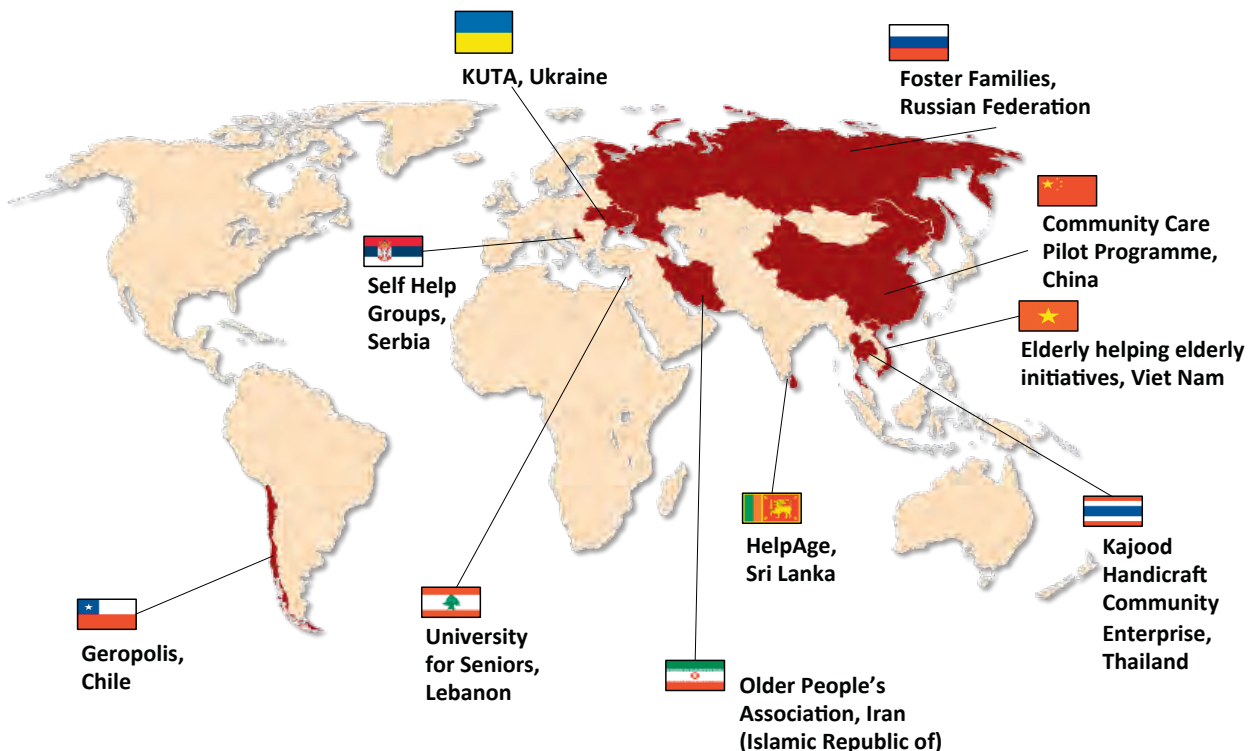 KUTA, Ukraine
Foster Families,
Russian Federation
Community Care
Pilot Programme,
China
Self Help
Groups,
Serbia
Elderly helping elderly
initiatives, Viet Nam
HelpAge,
Sri Lanka
Kajood
Handicraft
Community
Enterprise,
Thailand
University
for Seniors,
Lebanon
Geropolis,
Chile
Older People’s
Association, Iran
(Islamic Republic of)